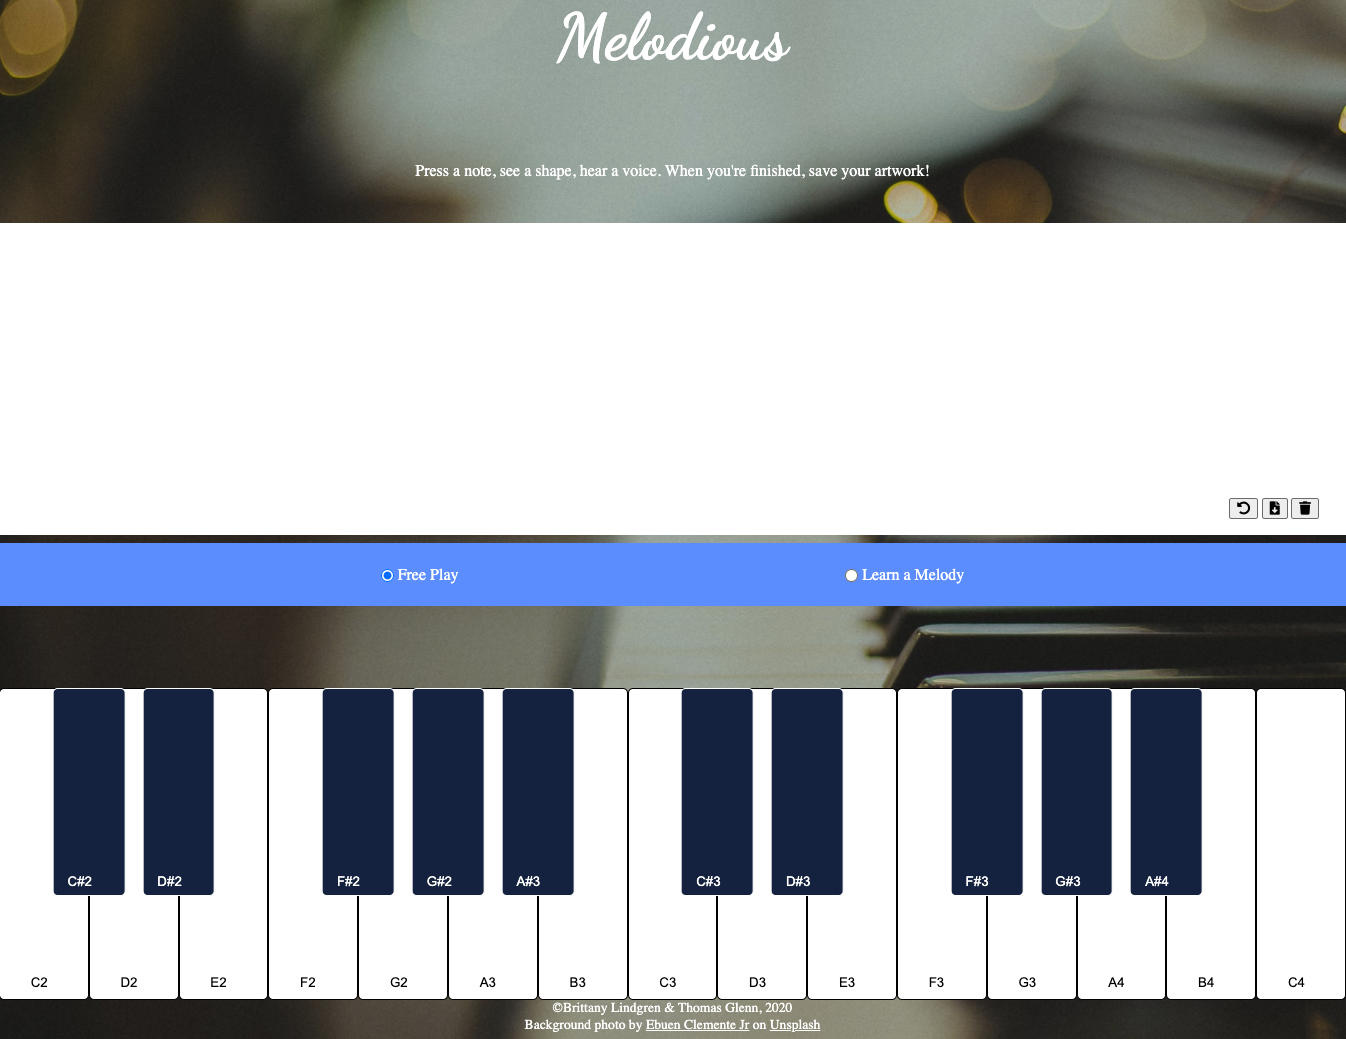 Melodious
Press a note, see a shape, hear a voice. When you're finished, save your artwork!
Free Play
Learn a Melody
C#2 D#2 F#2 G#2 A#3 C#3 D#3 F#3 G#3 A#4
C2 D2 E2 F2 G2 A3 B3 C3 D3 E3 F3 G3 A4 B4 C4
©Brittany Lindgren & Thomas Glenn, 2020
Background photo by Ebuen Clemente Jr on Unsplash